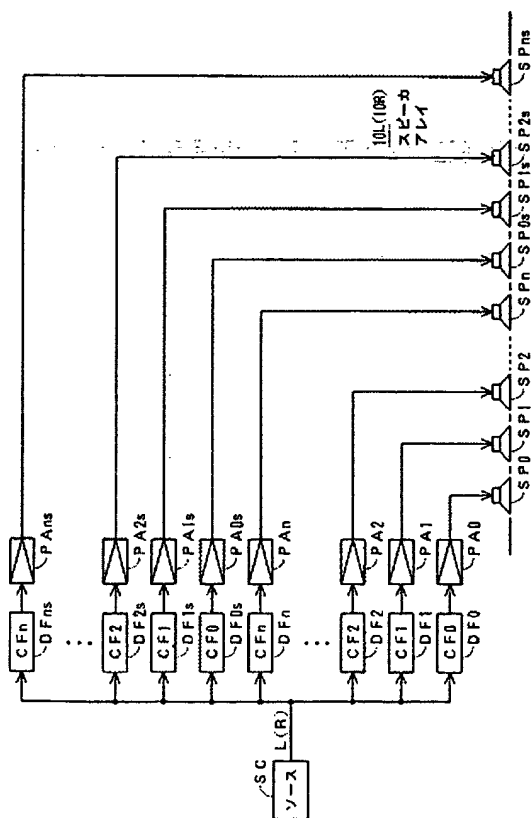 SC
ソース
L(R)
CF0 CF1 CF2 ... CFn CF0 CF1 CF2 ... CFn
DF0 DF1 DF2 DFn DF0s DF1s DF2s DFns
PA0 PA1 PA2 PAn PA0s PA1s PA2s PAns
10L(10R)
スピーカ
アレイ
SP0 SP1 SP2 SPn SP0s SP1s SP2s SPns